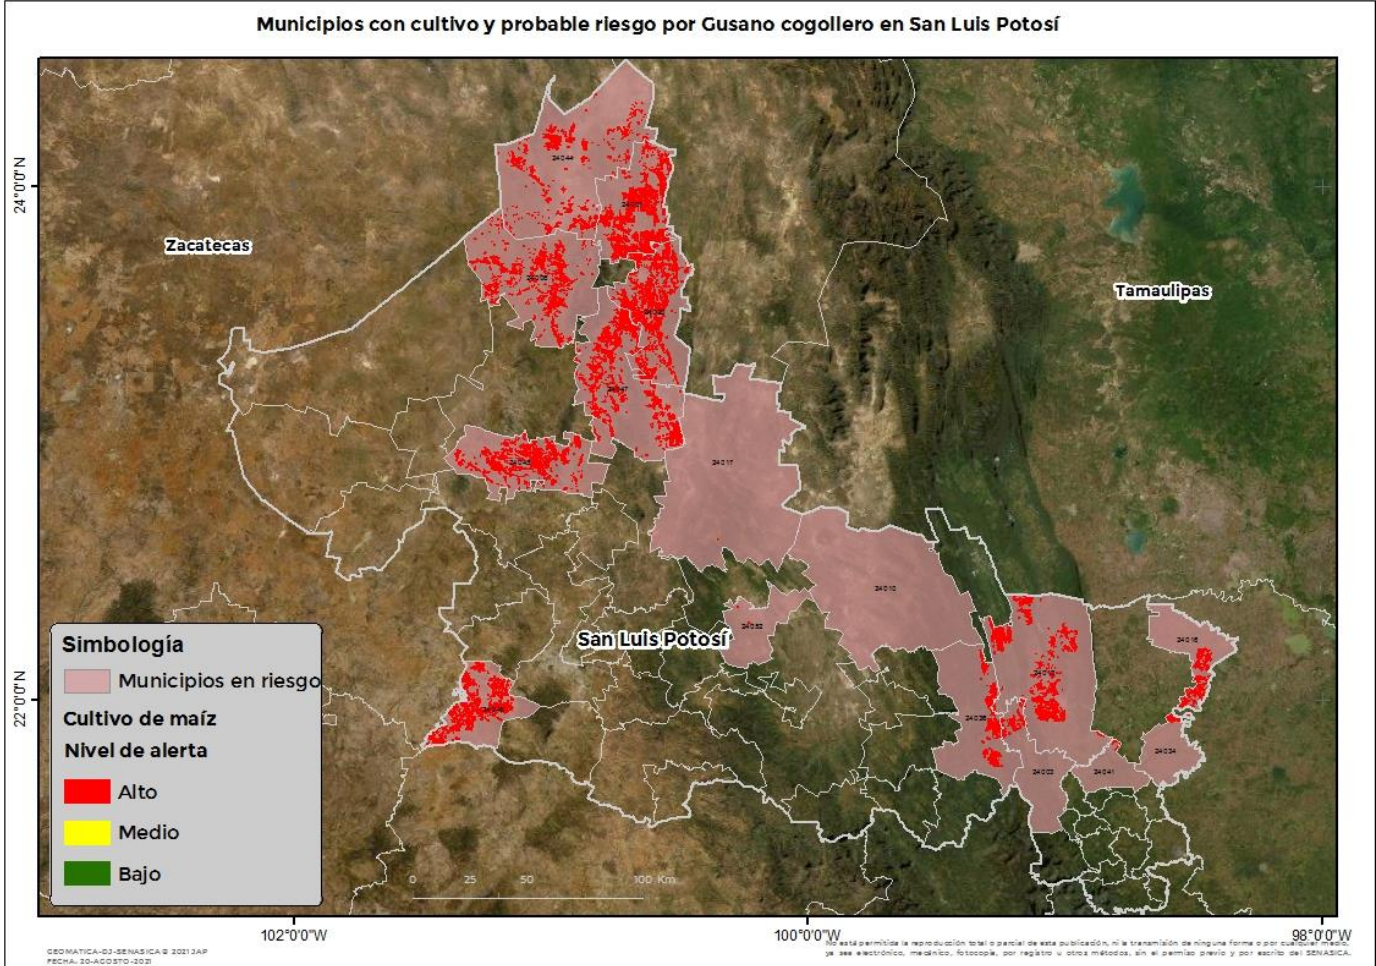 Municipios con cultivo y probable riesgo por Gusano cogollero en San Luis Potosí
24°0'0"N
22°0'0"N
Zacatecas
Tamaulipas
San Luis Potosí
24044
24017
24010
24052
24016
24036
24034
24003
24041
Simbología
Municipios en riesgo
Cultivo de maíz
Nivel de alerta
Alto
Medio
Bajo
0 25 50 100 Km
102°0'0"W
100°0'0"W
98°0'0"W
GEOMATICA-DJ-SENASICA © 2021 JAP
FECHA: 20-AGOSTO-2021
No está permitida la reproducción total o parcial de esta publicación, ni la transmisión de ninguna forma o por cualquier medio,
ya sea electrónico, mecánico, fotocopia, por registro u otros métodos, sin el permiso previo y por escrito del SENASICA.